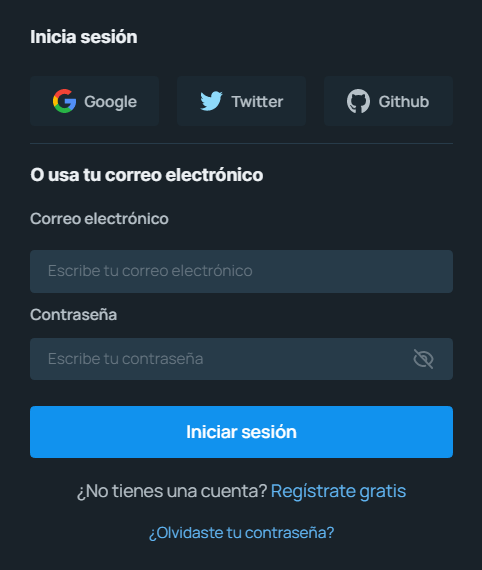 Inicia sesión
Google Twitter Github
O usa tu correo electrónico
Correo electrónico
Escribe tu correo electrónico
Contraseña
Escribe tu contraseña
Iniciar sesión
¿No tienes una cuenta? Regístrate gratis
¿Olvidaste tu contraseña?